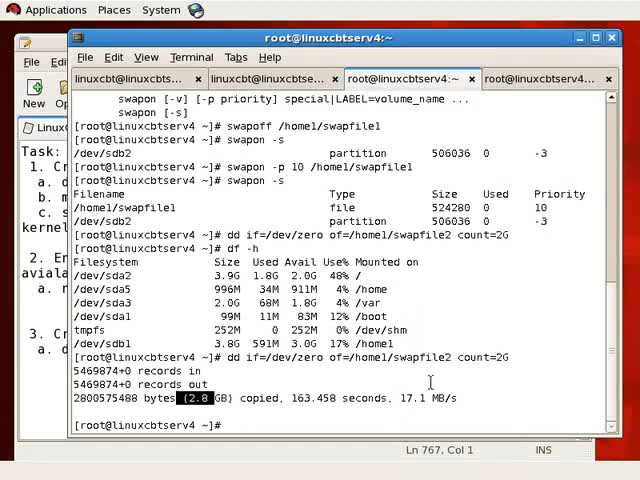 Applications Places System
root@linuxcbtserv4:~
File Edit View Terminal Tabs Help
linuxcbt@linuxcbts... linuxcbt@linuxcbtse... root@linuxcbtserv4:~ root@linuxcbtserv4...
swapon [-v] [-p priority] special|LABEL=volume_name ...
swapon [-s]
[root@linuxcbtserv4 ~]# swapoff /home1/swapfile1
[root@linuxcbtserv4 ~]# swapon -s
/dev/sdb2 partition 506036 0 -3
[root@linuxcbtserv4 ~]# swapon -p 10 /home1/swapfile1
[root@linuxcbtserv4 ~]# swapon -s
Filename Type Size Used Priority
/home1/swapfile1 file 524280 0 10
/dev/sdb2 partition 506036 0 -3
[root@linuxcbtserv4 ~]# dd if=/dev/zero of=/home1/swapfile2 count=2G
[root@linuxcbtserv4 ~]# df -h
Filesystem Size Used Avail Use% Mounted on
/dev/sda2 3.9G 1.8G 2.0G 48% /
/dev/sda5 996M 34M 911M 4% /home
/dev/sda3 2.0G 68M 1.8G 4% /var
/dev/sda1 99M 11M 83M 12% /boot
tmpfs 252M 0 252M 0% /dev/shm
/dev/sdb1 3.8G 591M 3.0G 17% /home1
[root@linuxcbtserv4 ~]# dd if=/dev/zero of=/home1/swapfile2 count=2G
5469874+0 records in
5469874+0 records out
2800575488 bytes (2.8 GB) copied, 163.458 seconds, 17.1 MB/s
[root@linuxcbtserv4 ~]#
File
New
Linux
Task:
1. Cr
a. d
b. m
c. s
kernel
2. En
avialа
a. n
3. Cr
a. d
Ln 767, Col 1 INS